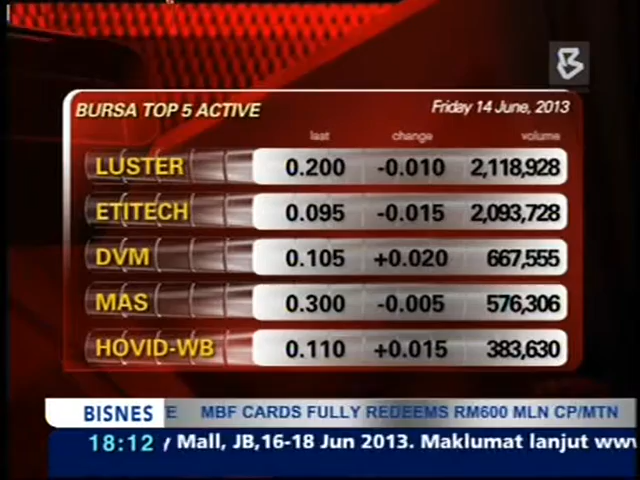 BURSA TOP 5 ACTIVE Friday 14 June, 2013
last change volume
LUSTER 0.200 -0.010 2,118,928
ETITECH 0.095 -0.015 2,093,728
DVM 0.105 +0.020 667,555
MAS 0.300 -0.005 576,306
HOVID-WB 0.110 +0.015 383,630
BISNES E MBF CARDS FULLY REDEEMS RM600 MLN CP/MTN
18:12 y Mall, JB,16-18 Jun 2013. Maklumat lanjut www